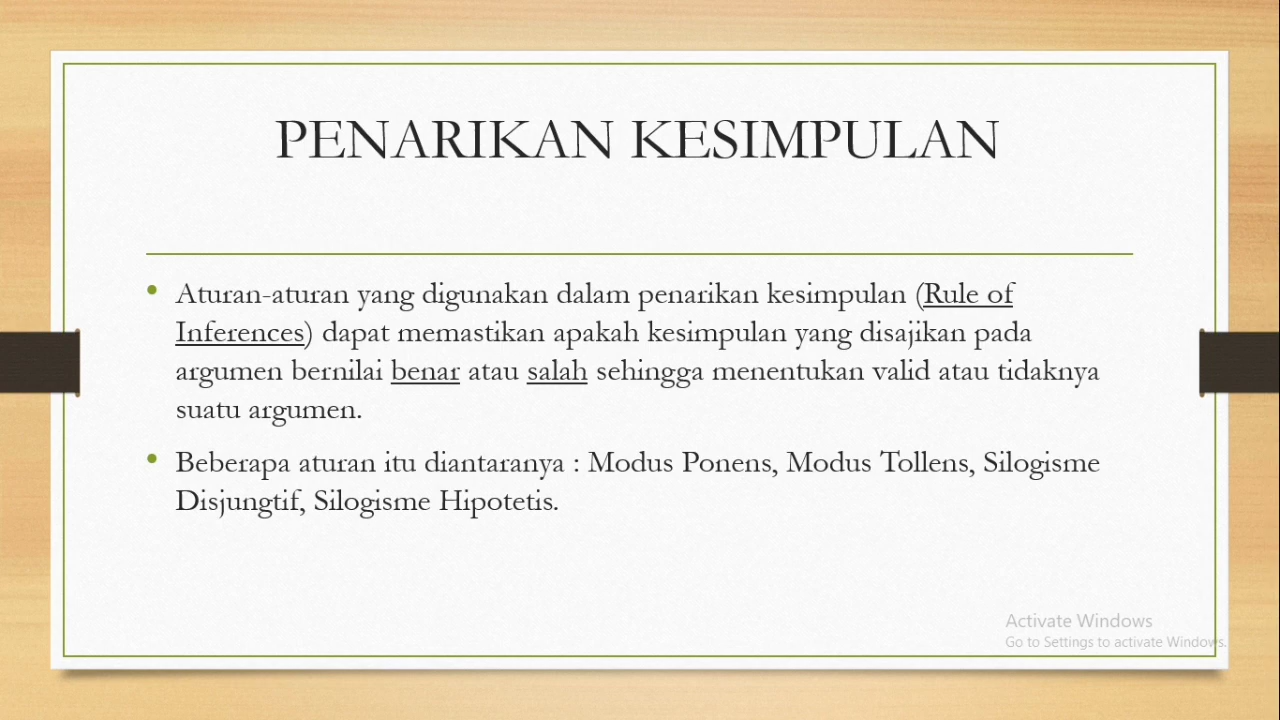 PENARIKAN KESIMPULAN
• Aturan-aturan yang digunakan dalam penarikan kesimpulan (Rule of
Inferences) dapat memastikan apakah kesimpulan yang disajikan pada
argumen bernilai benar atau salah sehingga menentukan valid atau tidaknya
suatu argumen.
• Beberapa aturan itu diantaranya : Modus Ponens, Modus Tollens, Silogisme
Disjungtif, Silogisme Hipotetis.
Activate Windows
Go to Settings to activate Windows.